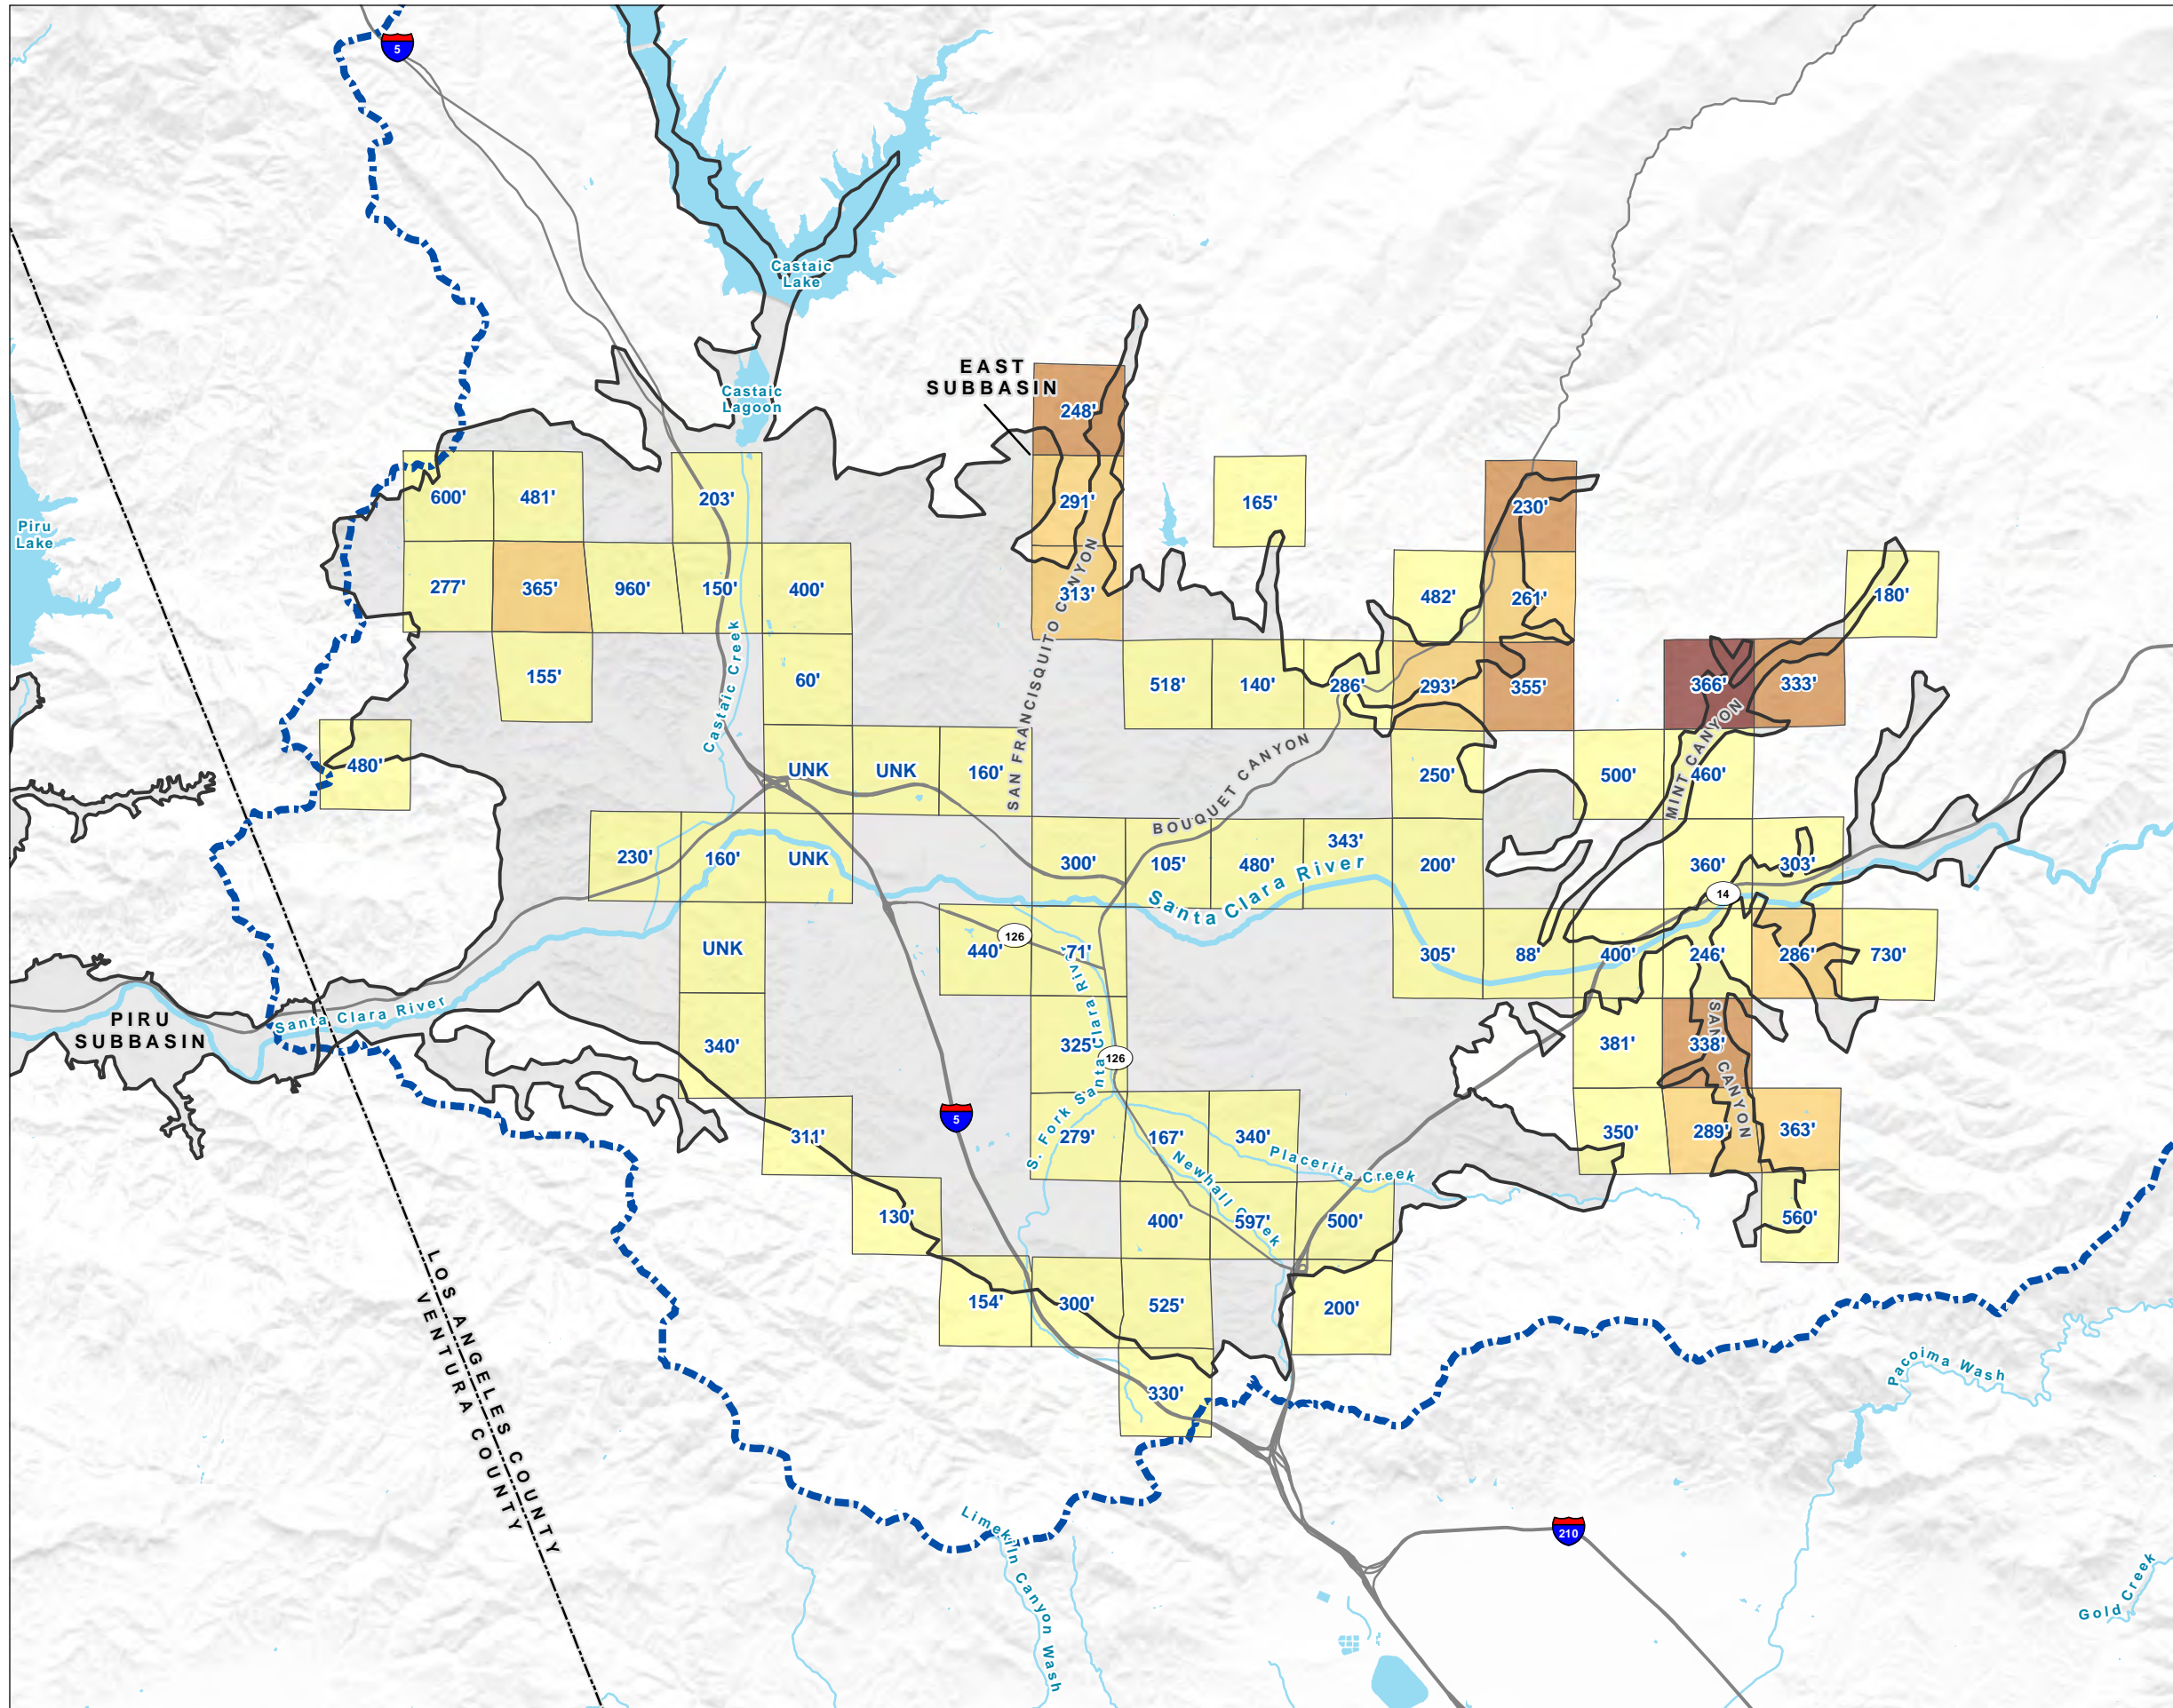 5
Castaic
Lake
EAST
SUBBASIN
Castaic
Lagoon
248'
600'
481'
203'
291'
165'
230'
Piru
Lake
277'
365'
960'
150'
400'
313'
482'
261'
180'
155'
60'
518'
140'
286'
293'
355'
366'
333'
Castaic Creek
SAN FRANCISQUITO CANYON
BOUQUET CANYON
MINT CANYON
480'
UNK
UNK
160'
250'
500'
460'
230'
160'
UNK
300'
105'
480'
343'
200'
360'
303'
Santa Clara River
14
UNK
440'
126
71'
305'
88'
400'
246'
286'
730'
PIRU
SUBBASIN
Santa Clara River
340'
325'
126
381'
338'
SAND CANYON
S. Fork Santa Clara River
5
311'
279'
167'
340'
Placerita Creek
350'
289'
363'
Newhall Creek
130'
400'
597'
500'
560'
154'
300'
525'
200'
LOS ANGELES COUNTY
VENTURA COUNTY
330'
Pacoima Wash
Limekiln Canyon Wash
210
Gold Creek